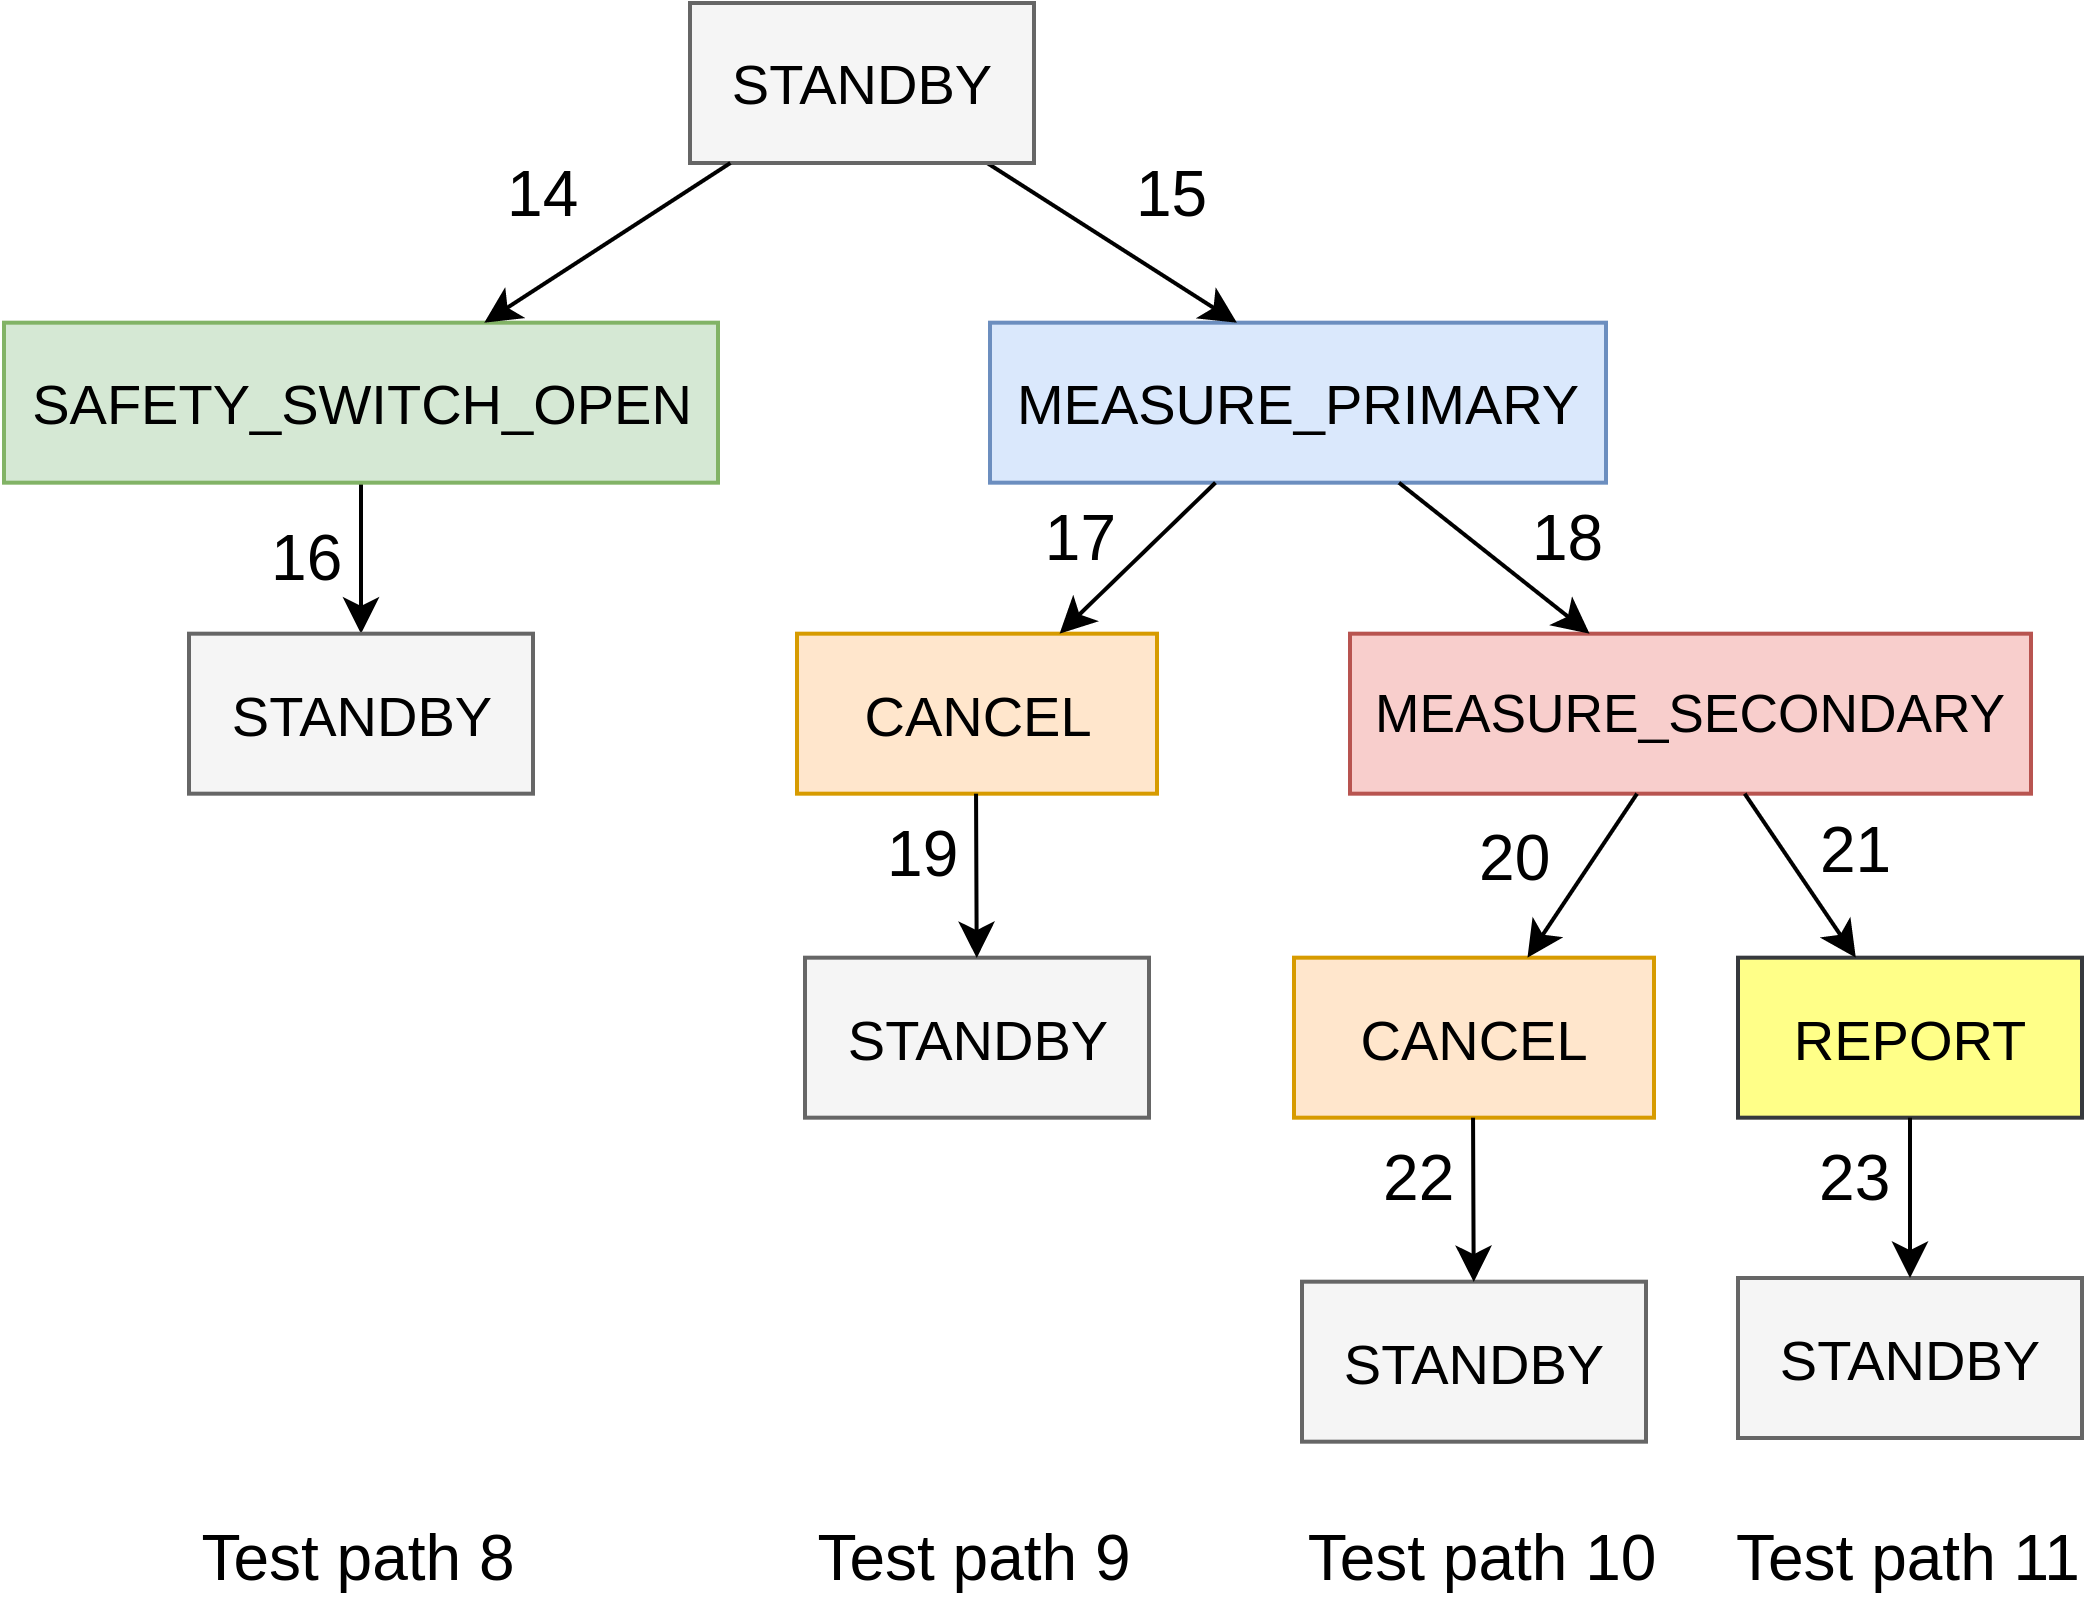 STANDBY
14
15
SAFETY_SWITCH_OPEN
MEASURE_PRIMARY
16
17
18
STANDBY
CANCEL
MEASURE_SECONDARY
19
20
21
STANDBY
CANCEL
REPORT
22
23
STANDBY
STANDBY
Test path 8
Test path 9
Test path 10
Test path 11